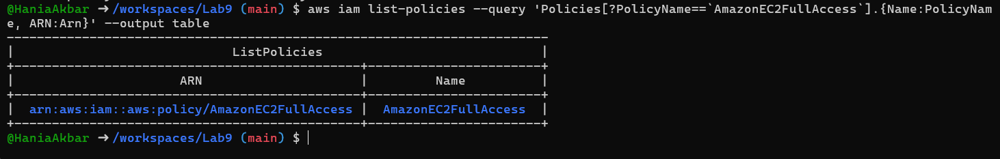 @HaniaAkbar ➜ /workspaces/Lab9 (main) $ aws iam list-policies --query 'Policies[?PolicyName==`AmazonEC2FullAccess`].{Name:PolicyNam
e, ARN:Arn}' --output table
---------------------------------------------------------------------------
|                              ListPolicies                               |
+------------------------------------------------+------------------------+
|                       ARN                      |         Name           |
+------------------------------------------------+------------------------+
|  arn:aws:iam::aws:policy/AmazonEC2FullAccess   |  AmazonEC2FullAccess   |
+------------------------------------------------+------------------------+
@HaniaAkbar ➜ /workspaces/Lab9 (main) $